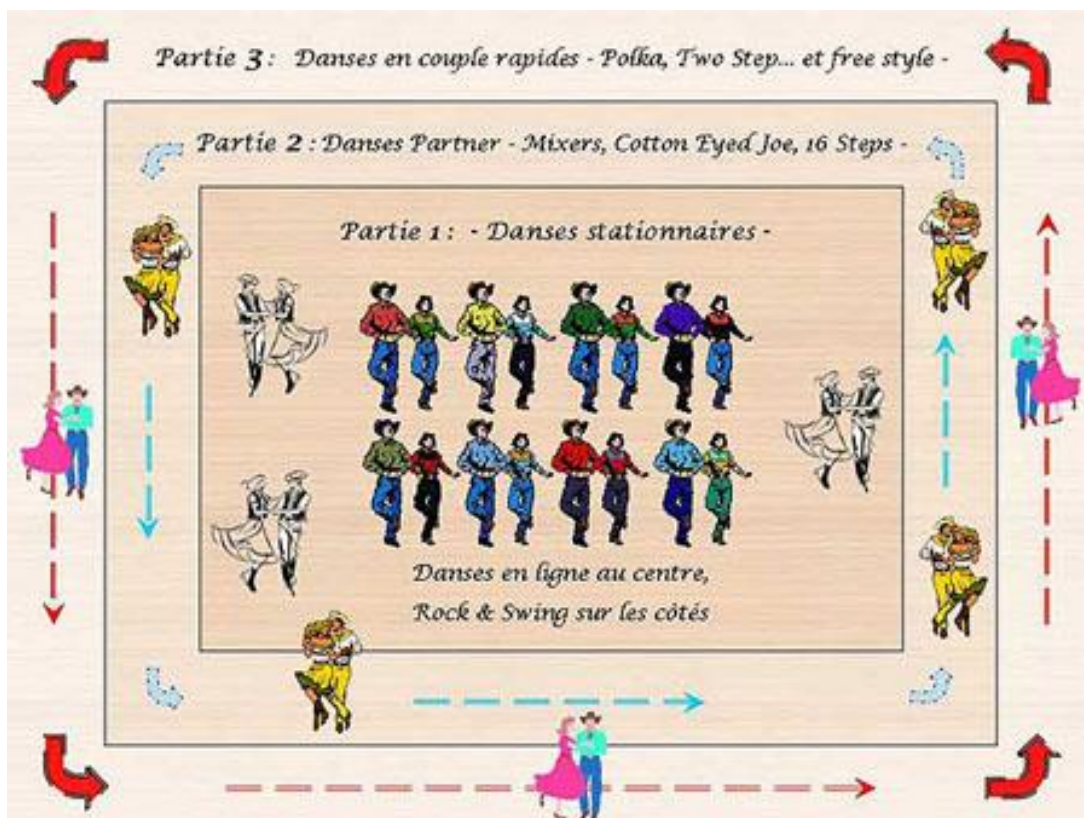 Partie 3 : Danses en couple rapides - Polka, Two Step... et free style -
Partie 2 : Danses Partner - Mixers, Cotton Eyed Joe, 16 Steps -
Partie 1 : - Danses stationnaires -
Danses en ligne au centre,
Rock & Swing sur les côtés